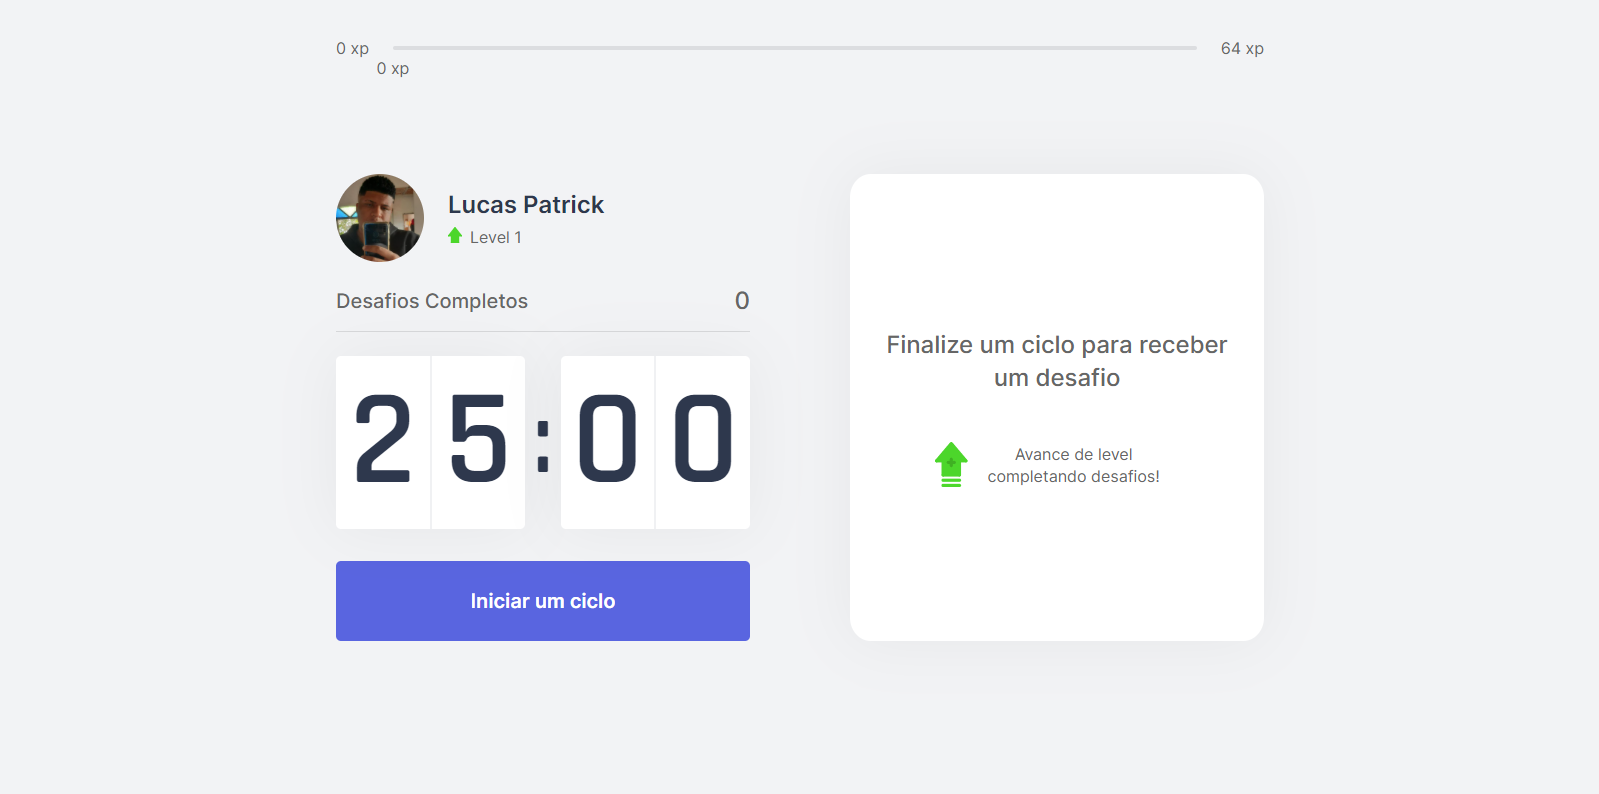 0 xp
64 xp
0 xp
Lucas Patrick
Level 1
Desafios Completos
0
25:00
Iniciar um ciclo
Finalize um ciclo para receber
um desafio
Avance de level
completando desafios!